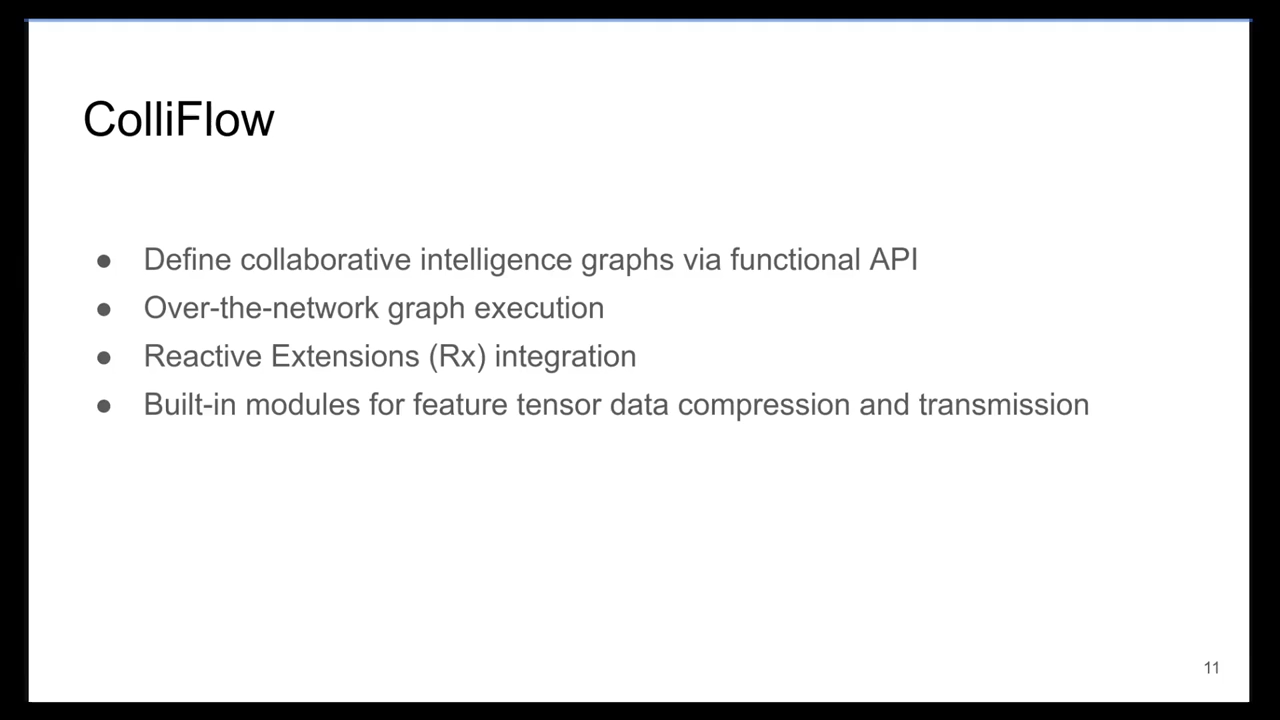 ColliFlow
● Define collaborative intelligence graphs via functional API
● Over-the-network graph execution
● Reactive Extensions (Rx) integration
● Built-in modules for feature tensor data compression and transmission
11